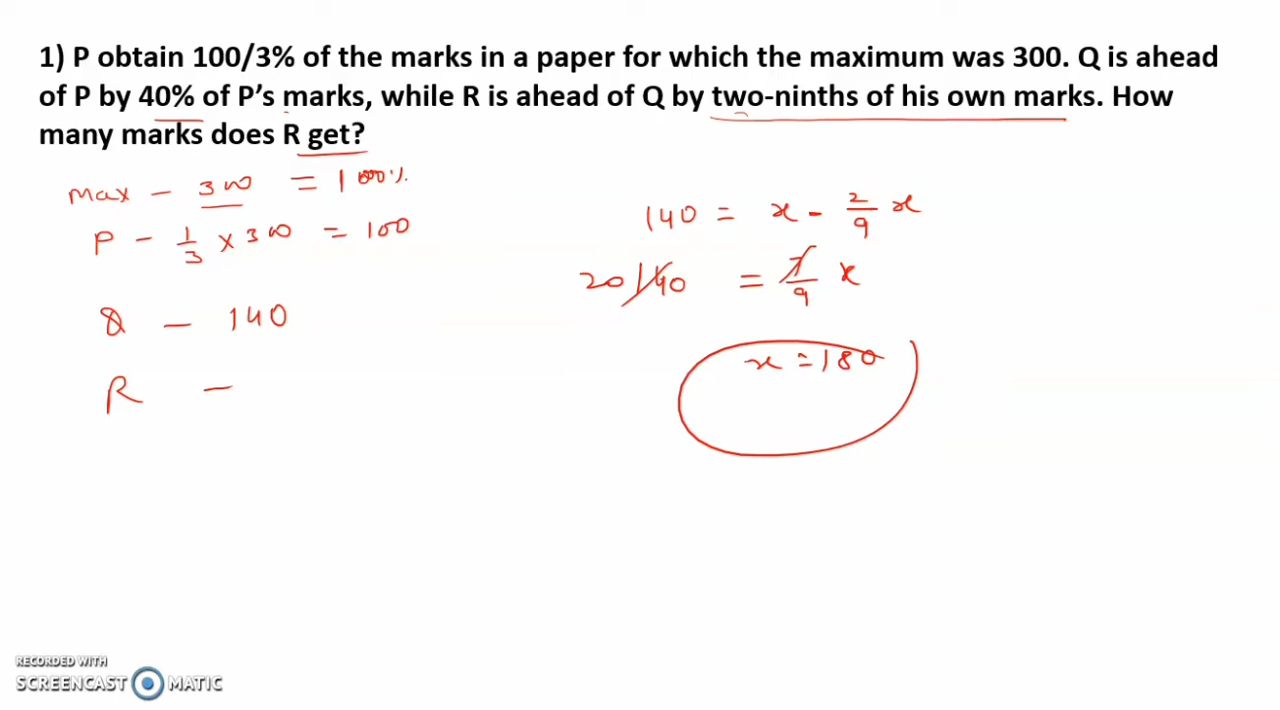 1) P obtain 100/3% of the marks in a paper for which the maximum was 300. Q is ahead
of P by 40% of P's marks, while R is ahead of Q by two-ninths of his own marks. How
many marks does R get?
max - 300 = 100%
P - 1/3 x 300 = 100
Q - 140
R -
140 = x - 2/9 x
20 140 = 7/9 x
x = 180
RECORDED WITH
SCREENCAST MATIC